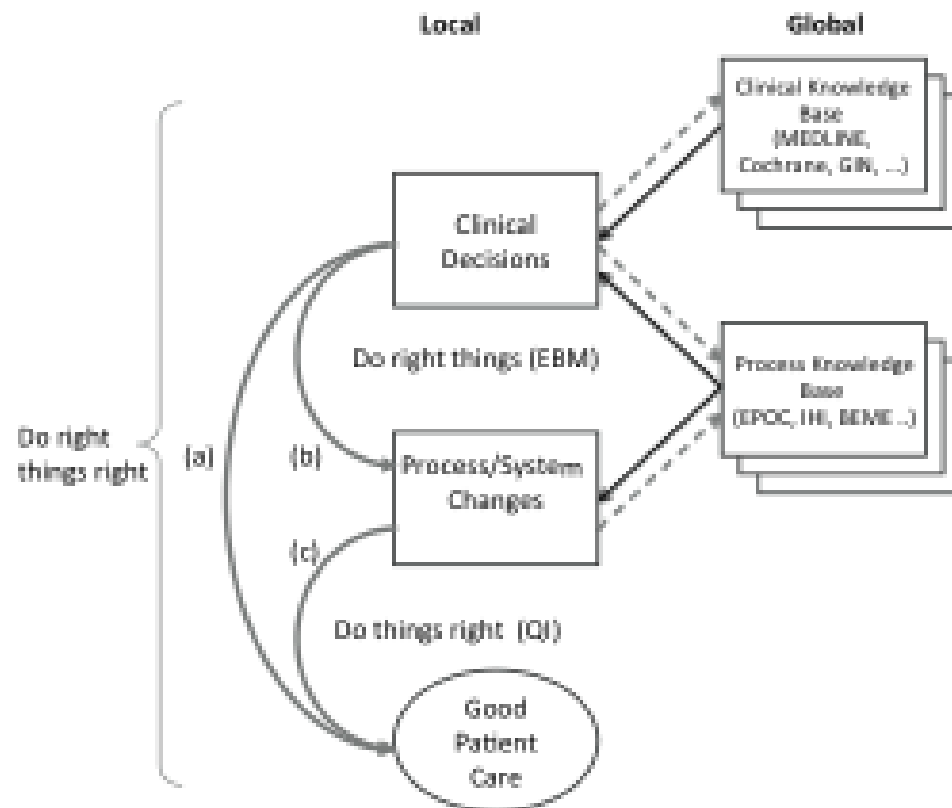 Local
Global
Clinical Knowledge
Base
(MEDLINE,
Cochrane, GIN, ...)
Clinical
Decisions
Do right things (EBM)
Process Knowledge
Base
(EPOC, IHI, BEME ..)
Do right
things right
(a)
(b)
Process/System
Changes
(c)
Do things right (QI)
Good
Patient
Care